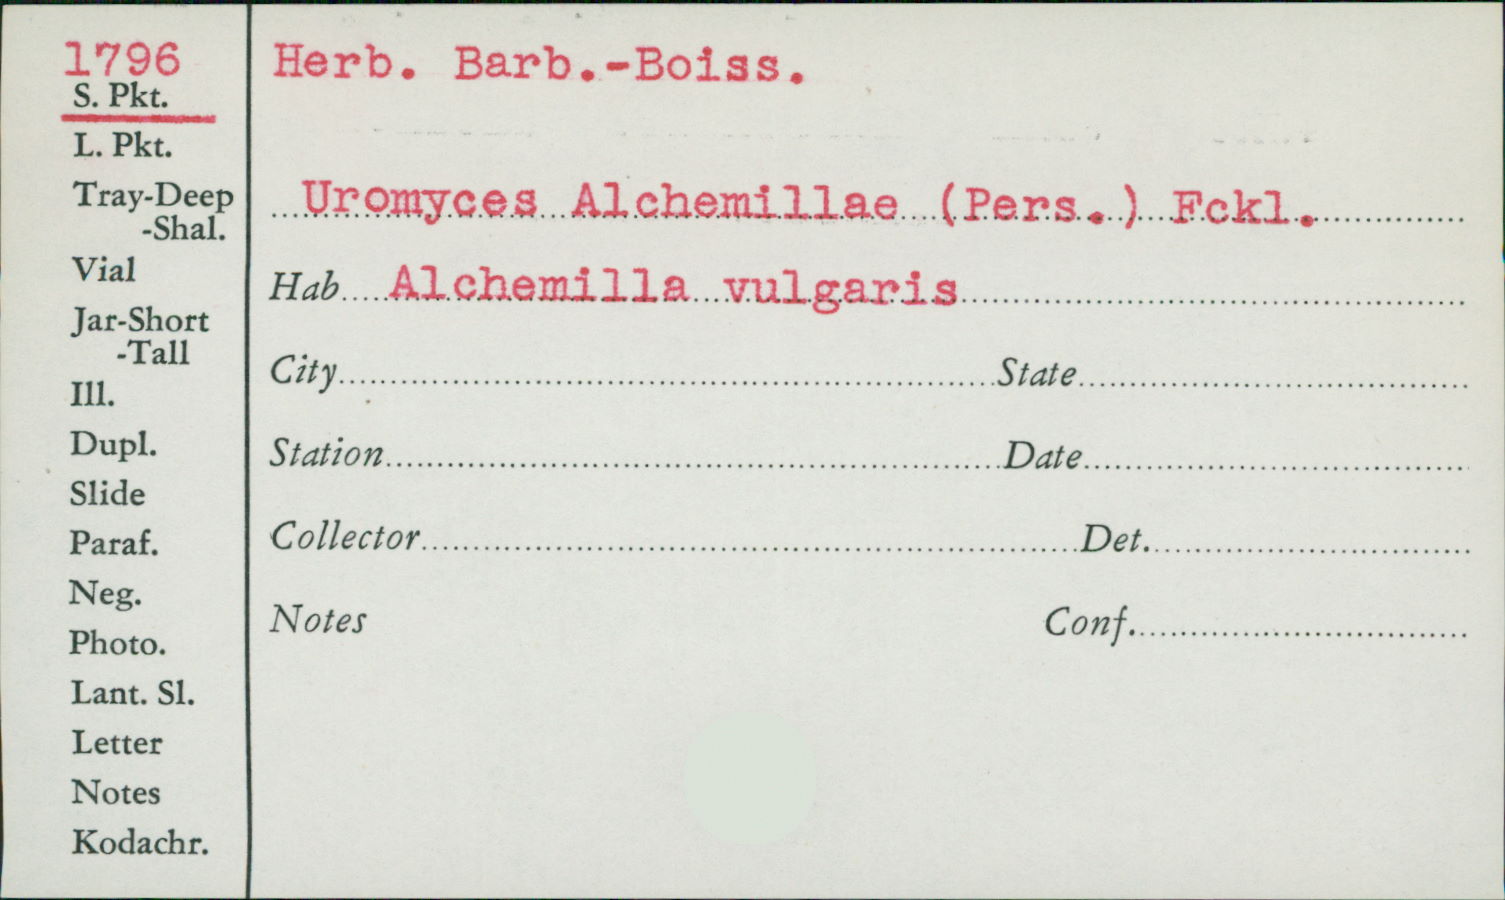 1796
S. Pkt.
L. Pkt.
Tray-Deep
-Shal.
Vial
Jar-Short
-Tall
Ill.
Dupl.
Slide
Paraf.
Neg.
Photo.
Lant. Sl.
Letter
Notes
Kodachr.
Herb. Barb.-Boiss.
Uromyces Alchemillae (Pers.) Fckl.
Hab Alchemilla vulgaris
City State
Station Date
Collector Det.
Notes Conf.